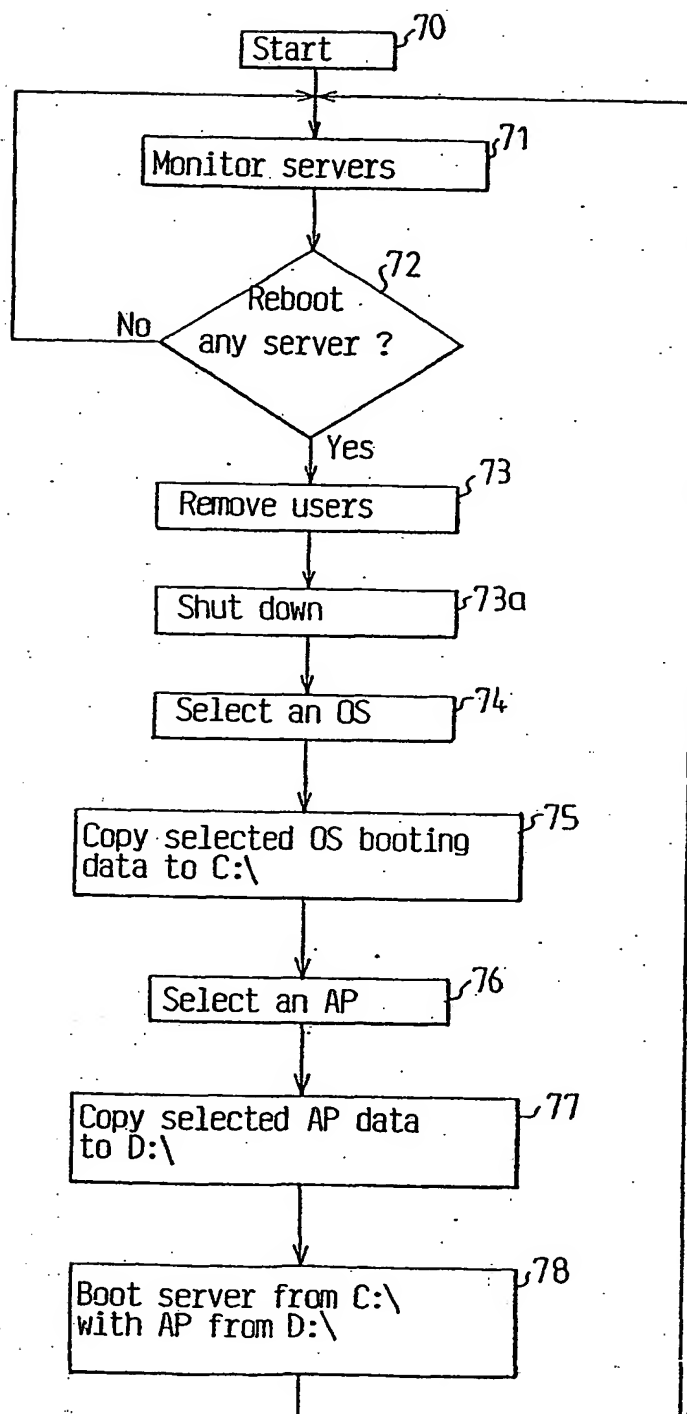 Start
70
Monitor servers
71
72
Reboot
any server ?
No
Yes
Remove users
73
Shut down
73a
Select an OS
74
Copy selected OS booting
data to C:\
75
Select an AP
76
Copy selected AP data
to D:\
77
Boot server from C:\
with AP from D:\
78